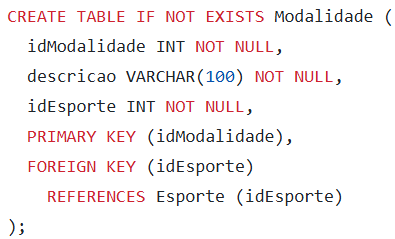 CREATE TABLE IF NOT EXISTS Modalidade (
  idModalidade INT NOT NULL,
  descricao VARCHAR(100) NOT NULL,
  idEsporte INT NOT NULL,
  PRIMARY KEY (idModalidade),
  FOREIGN KEY (idEsporte)
    REFERENCES Esporte (idEsporte)
);